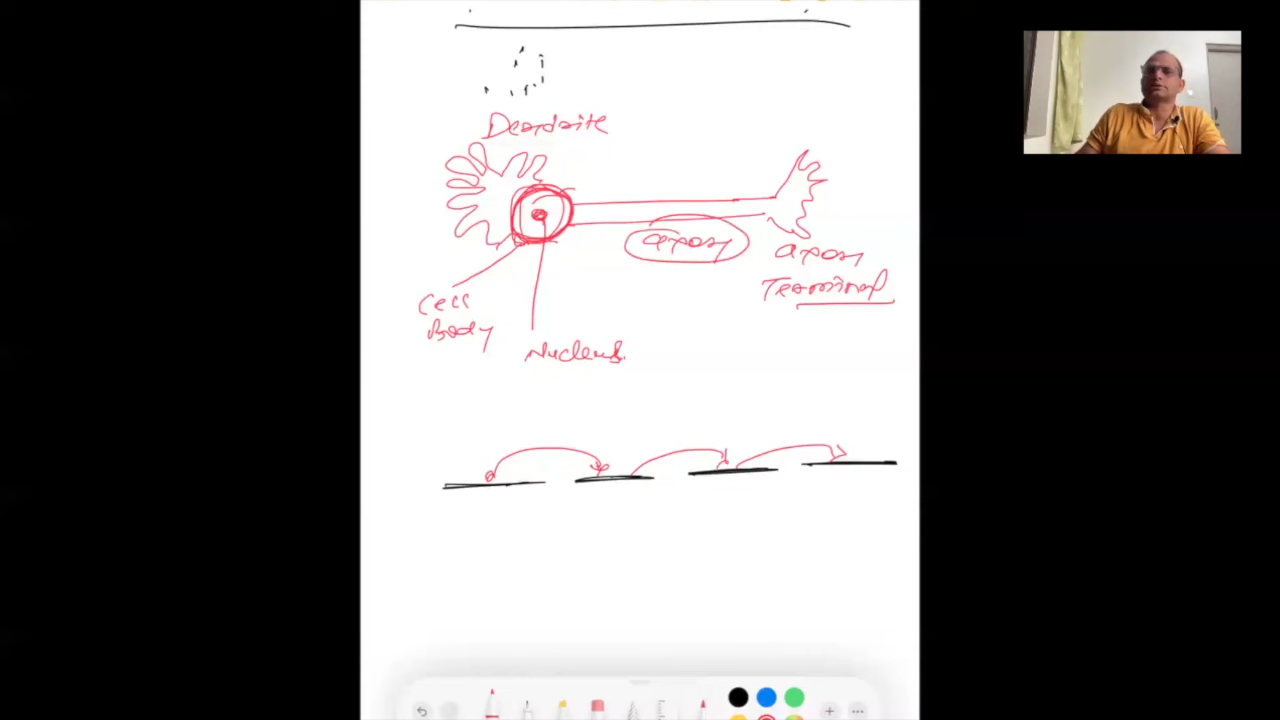 Dendrite
axon
axon
Terminal
Cell
Body
Nucleus